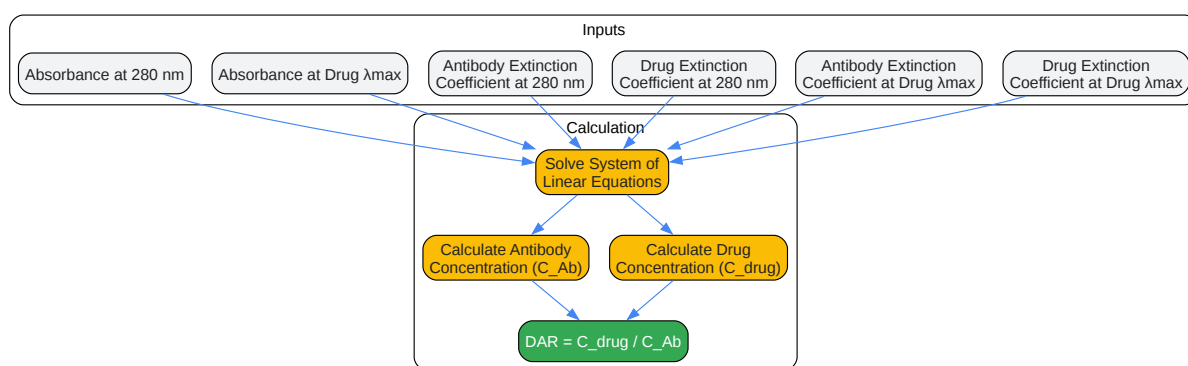 Inputs
Absorbance at 280 nm
Absorbance at Drug λmax
Antibody Extinction
Coefficient at 280 nm
Drug Extinction
Coefficient at 280 nm
Antibody Extinction
Coefficient at Drug λmax
Drug Extinction
Coefficient at Drug λmax
Calculation
Solve System of
Linear Equations
Calculate Antibody
Concentration (C_Ab)
Calculate Drug
Concentration (C_drug)
DAR = C_drug / C_Ab